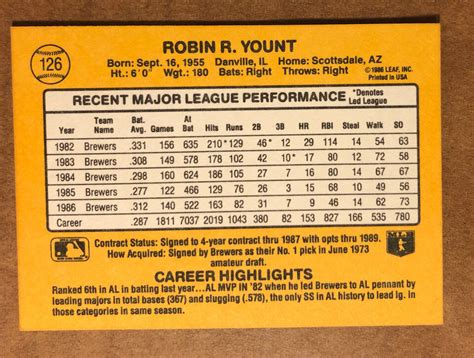 126
ROBIN R. YOUNT
Born: Sept. 16, 1955 Danville, IL Home: Scottsdale, AZ
Ht.: 6'0" Wgt.: 180 Bats: Right Throws: Right
©1986 LEAF, INC.
Printed in USA
RECENT MAJOR LEAGUE PERFORMANCE *Denotes Led League
Year Team Name Bat. Avg. Games At Bat Hits Runs 2B 3B HR RBI Steal Walk SO
1982 Brewers .331 156 635 210* 129 46* 12 29 114 14 54 63
1983 Brewers .308 149 578 178 102 42 10 17 80 12 72 58
1984 Brewers .298 160 624 186 105 27 7 16 80 14 67 67
1985 Brewers .277 122 466 129 76 26 3 15 68 10 49 56
1986 Brewers .312 140 522 163 82 31 7 9 46 14 62 73
Career .287 1811 7037 2019 1043 380 82 153 827 166 535 780
MLB
Contract Status: Signed to 4-year contract thru 1987 with opts thru 1989.
How Acquired: Signed by Brewers as their No. 1 pick in June 1973
amateur draft.
CAREER HIGHLIGHTS
Ranked 6th in AL in batting last year...AL MVP IN '82 when he led Brewers to AL pennant by
leading majors in total bases (367) and slugging (.578), the only SS in AL history to lead lg. in
those categories in same season.